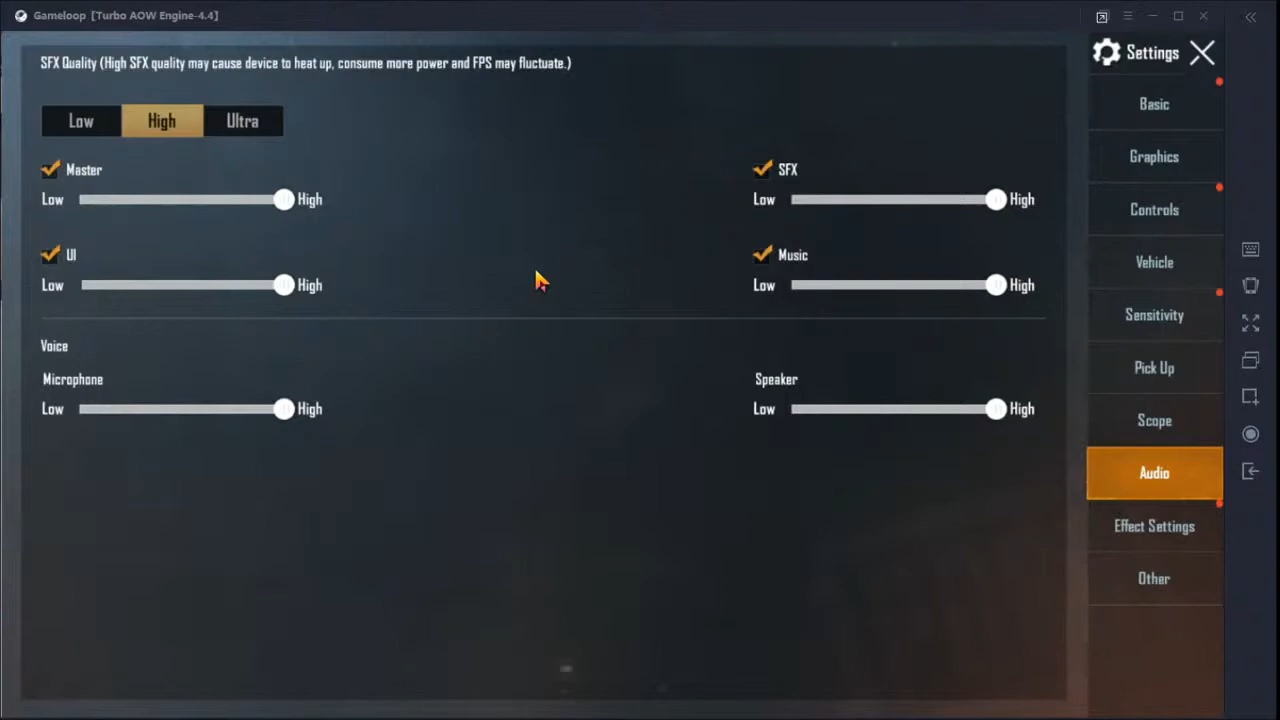 Gameloop [Turbo AOW Engine-4.4]
SFX Quality (High SFX quality may cause device to heat up, consume more power and FPS may fluctuate.)
Low High Ultra
Master
Low High
SFX
Low High
UI
Low High
Music
Low High
Voice
Microphone
Low High
Speaker
Low High
Settings
Basic
Graphics
Controls
Vehicle
Sensitivity
Pick Up
Scope
Audio
Effect Settings
Other